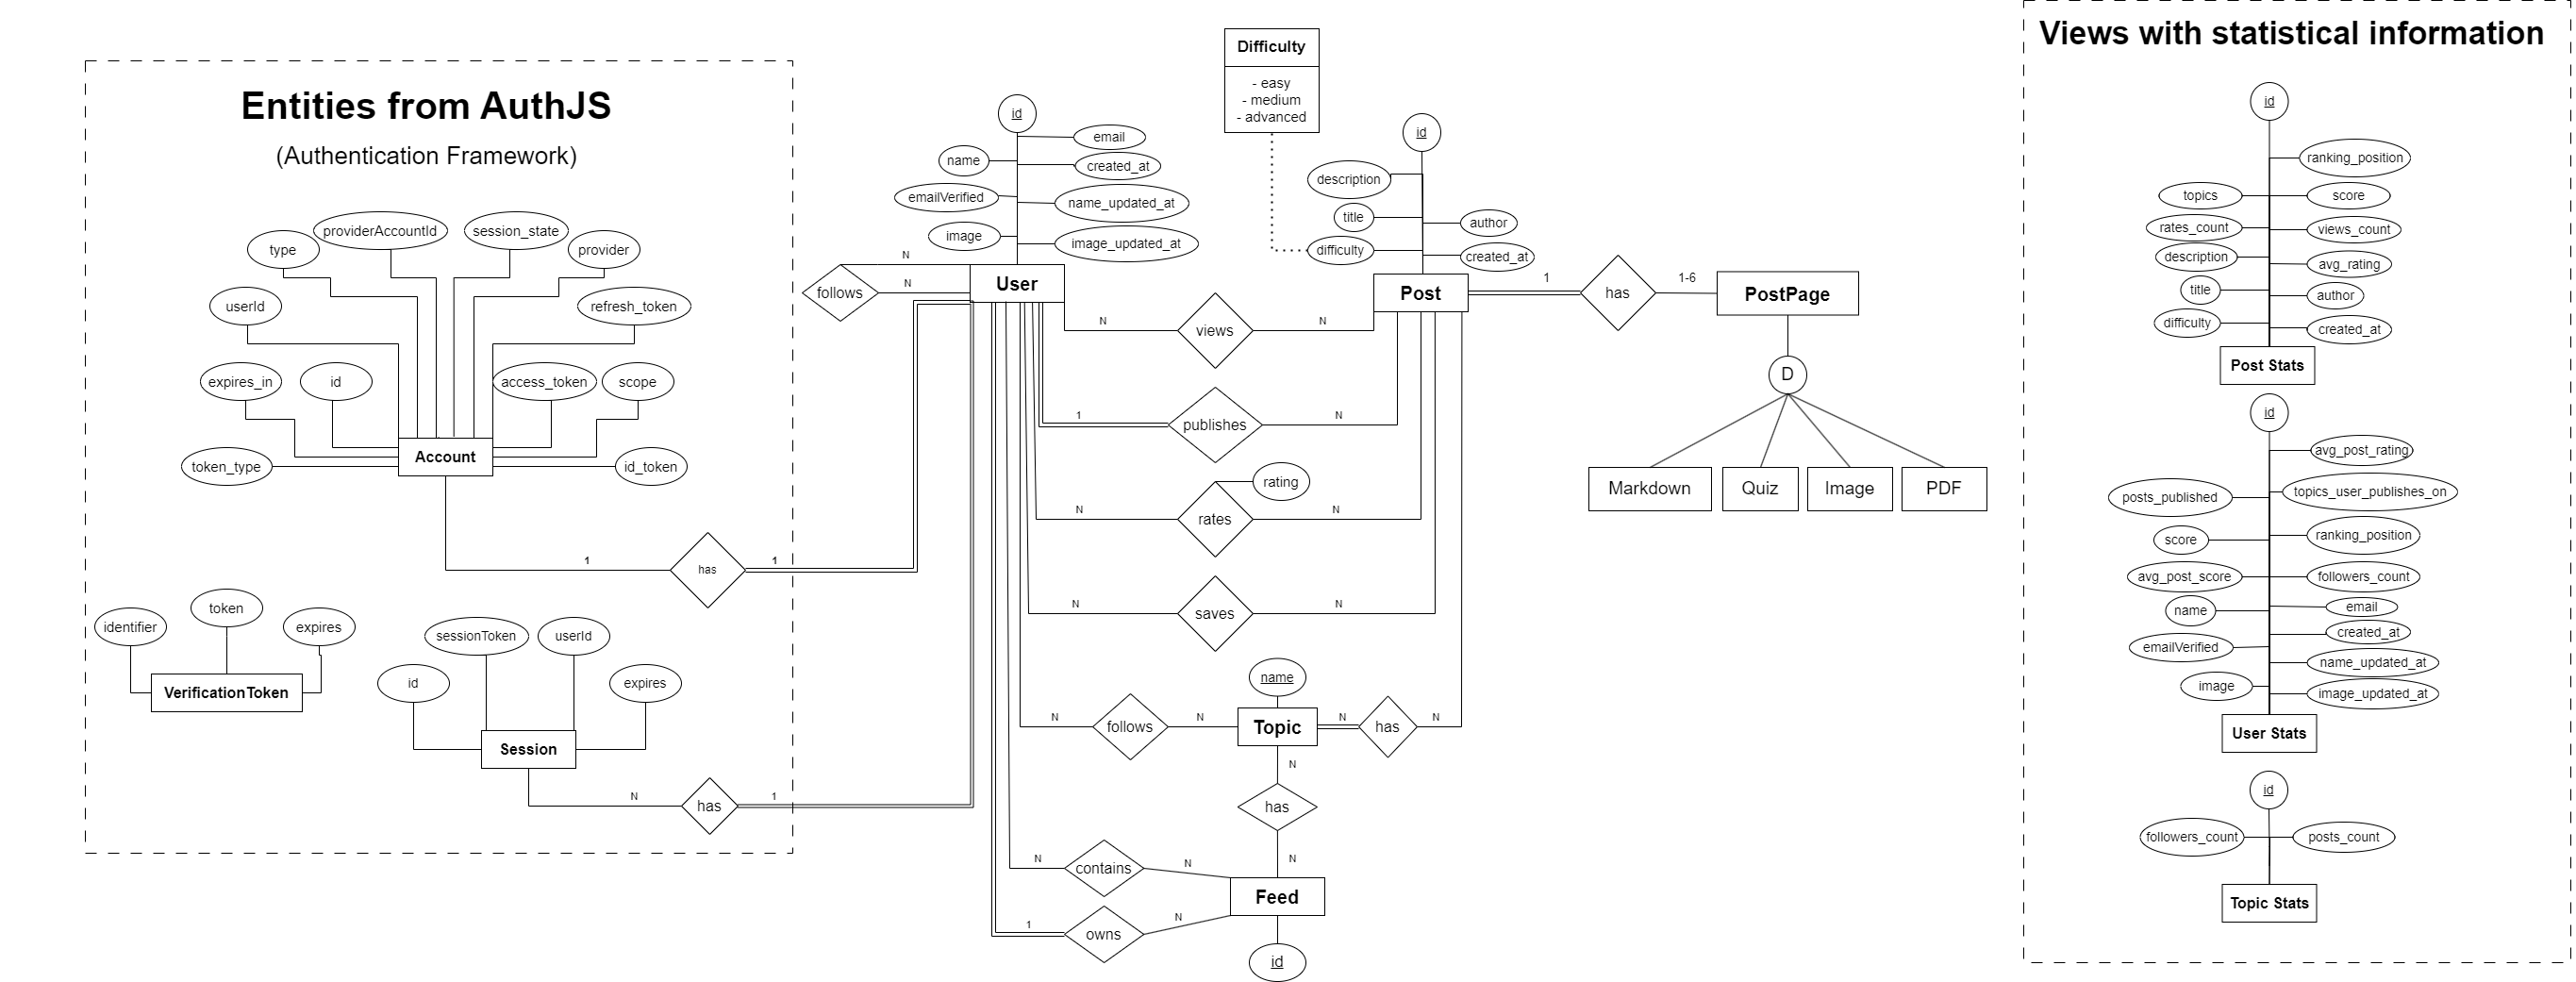 Entities from AuthJS
(Authentication Framework)
type
providerAccountId
session_state
provider
userId
refresh_token
expires_in
id
access_token
scope
token_type
Account
id_token
1
has
1
identifier
token
expires
VerificationToken
sessionToken
userId
id
expires
Session
N
has
1
id
email
name
created_at
emailVerified
name_updated_at
image
image_updated_at
N
N
follows
User
Difficulty
- easy
- medium
- advanced
id
description
title
author
difficulty
created_at
Post
1
has
1-6
PostPage
D
Markdown
Quiz
Image
PDF
N
views
N
1
publishes
N
rating
N
rates
N
N
saves
N
name
N
follows
N
Topic
N
has
N
N
has
N
N
contains
N
Feed
1
owns
N
id
Views with statistical information
id
ranking_position
topics
score
rates_count
views_count
description
avg_rating
title
author
difficulty
created_at
Post Stats
id
avg_post_rating
posts_published
topics_user_publishes_on
score
ranking_position
avg_post_score
followers_count
name
email
created_at
emailVerified
name_updated_at
image
image_updated_at
User Stats
id
followers_count
posts_count
Topic Stats